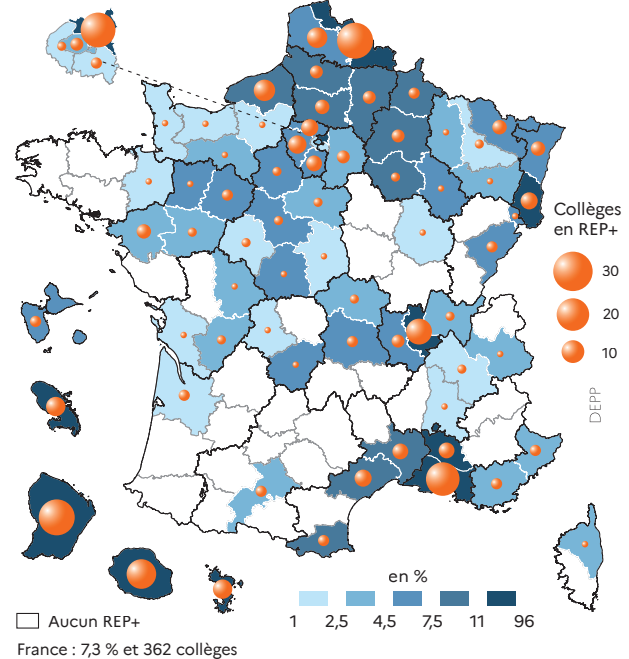 Collèges
en REP+
30
20
10
DEPP
en %
1 2,5 4,5 7,5 11 96
Aucun REP+
France : 7,3 % et 362 collèges